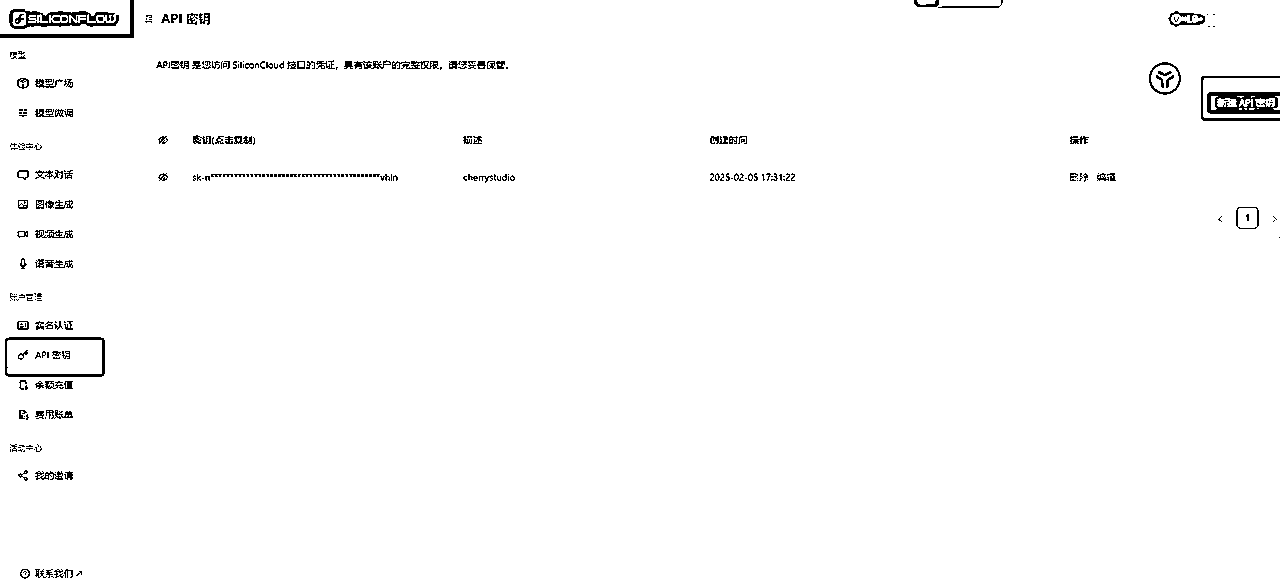 SILICONFLOW
API 密钥
模型
API密钥 是您访问 SiliconCloud 接口的凭证，具有该账户的完整权限，请您妥善保管。
模型广场
新建 API 密钥
模型微调
密钥(点击复制) 描述 创建时间 操作
体验中心
文本对话
sk-n******************************************vhln cherrystudio 2025-02-05 17:31:22 删除 编辑
图像生成
1
视频生成
语音生成
账户管理
实名认证
API 密钥
余额充值
费用账单
活动中心
我的邀请
联系我们